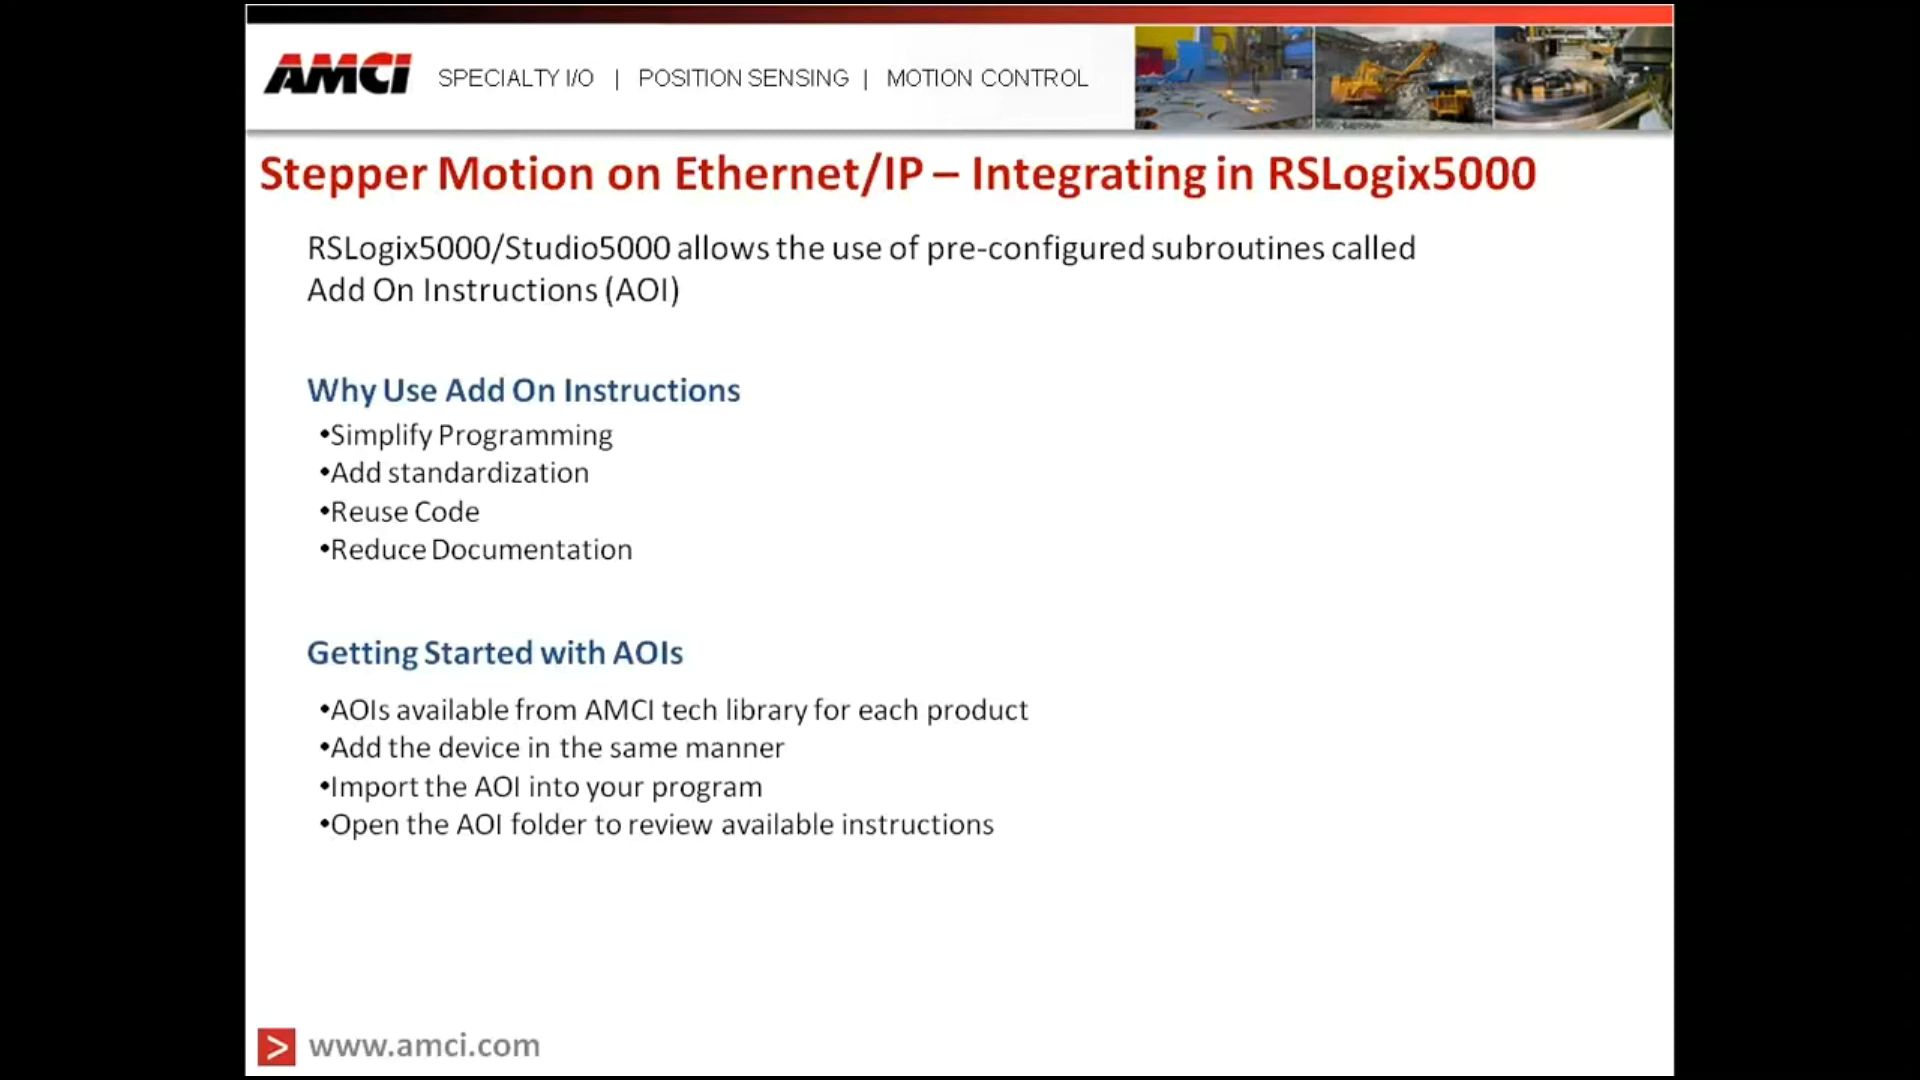 AMCI SPECIALTY I/O | POSITION SENSING | MOTION CONTROL
Stepper Motion on Ethernet/IP – Integrating in RSLogix5000
RSLogix5000/Studio5000 allows the use of pre-configured subroutines called
Add On Instructions (AOI)
Why Use Add On Instructions
•Simplify Programming
•Add standardization
•Reuse Code
•Reduce Documentation
Getting Started with AOIs
•AOIs available from AMCI tech library for each product
•Add the device in the same manner
•Import the AOI into your program
•Open the AOI folder to review available instructions
> www.amci.com